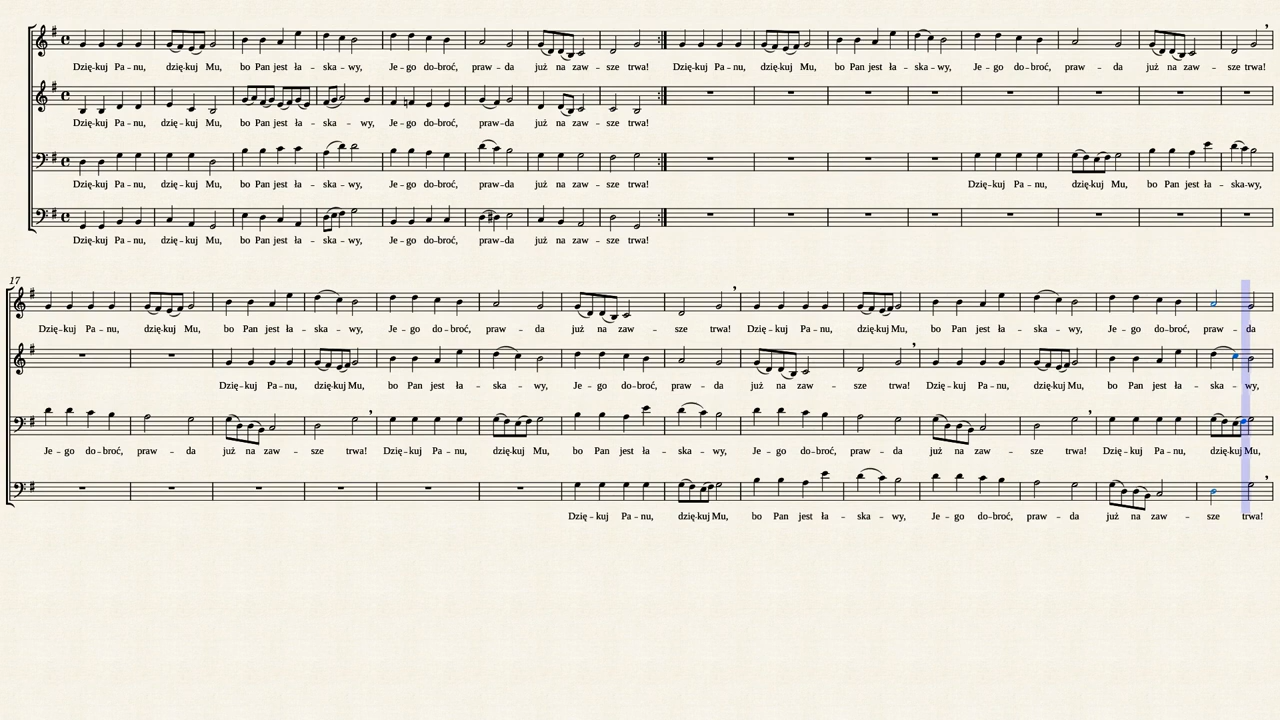 Dzię-kuj Pa-nu, dzię-kuj Mu, bo Pan jest ła-ska-wy, Je-go do-broć, praw-da już na zaw-sze trwa! Dzię-kuj Pa-nu, dzię-kuj Mu, bo Pan jest ła-ska-wy, Je-go do-broć, praw-da już na zaw-sze trwa!
Dzię-kuj Pa-nu, dzię-kuj Mu, bo Pan jest ła-ska-wy, Je-go do-broć, praw-da już na zaw-sze trwa!
Dzię-kuj Pa-nu, dzię-kuj Mu, bo Pan jest ła-ska-wy, Je-go do-broć, praw-da już na zaw-sze trwa! Dzię-kuj Pa-nu, dzię-kuj Mu, bo Pan jest ła-ska-wy,
Dzię-kuj Pa-nu, dzię-kuj Mu, bo Pan jest ła-ska-wy, Je-go do-broć, praw-da już na zaw-sze trwa!
17
Dzię-kuj Pa-nu, dzię-kuj Mu, bo Pan jest ła-ska-wy, Je-go do-broć, praw-da już na zaw-sze trwa! Dzię-kuj Pa-nu, dzię-kuj Mu, bo Pan jest ła-ska-wy, Je-go do-broć, praw-da
Dzię-kuj Pa-nu, dzię-kuj Mu, bo Pan jest ła-ska-wy, Je-go do-broć, praw-da już na zaw-sze trwa! Dzię-kuj Pa-nu, dzię-kuj Mu, bo Pan jest ła-ska-wy,
Je-go do-broć, praw-da już na zaw-sze trwa! Dzię-kuj Pa-nu, dzię-kuj Mu, bo Pan jest ła-ska-wy, Je-go do-broć, praw-da już na zaw-sze trwa! Dzię-kuj Pa-nu, dzię-kuj Mu,
Dzię-kuj Pa-nu, dzię-kuj Mu, bo Pan jest ła-ska-wy, Je-go do-broć, praw-da już na zaw-sze trwa!